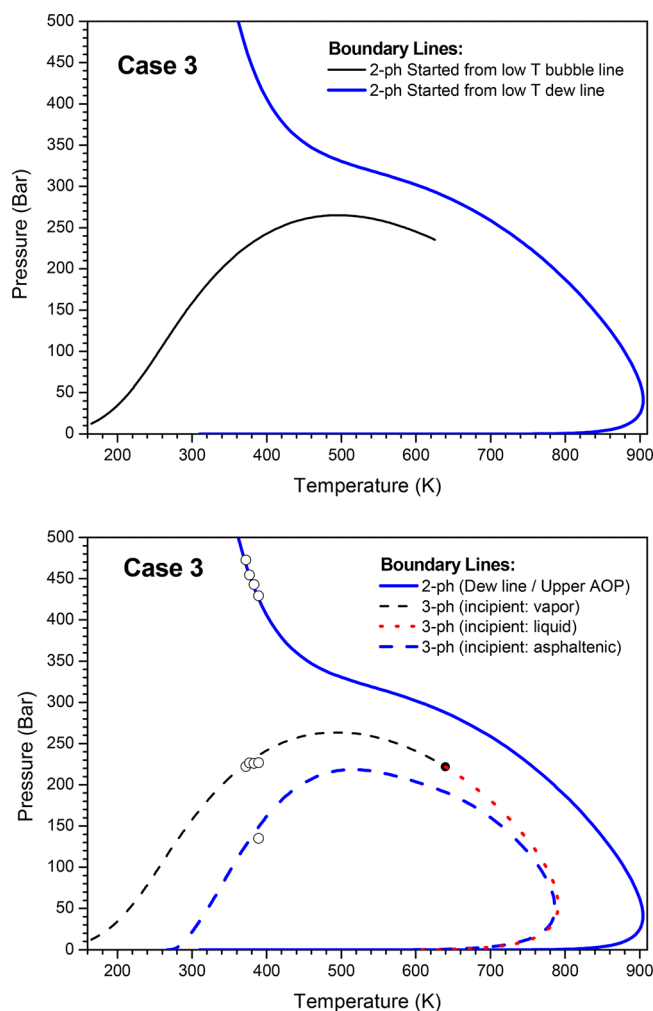 500
450
400
350
300
250
200
150
100
50
0
Pressure (Bar)
Case 3
Boundary Lines:
2-ph Started from low T bubble line
2-ph Started from low T dew line
200 300 400 500 600 700 800 900
Temperature (K)
500
450
400
350
300
250
200
150
100
50
0
Pressure (Bar)
Case 3
Boundary Lines:
2-ph (Dew line / Upper AOP)
3-ph (incipient: vapor)
3-ph (incipient: liquid)
3-ph (incipient: asphaltenic)
200 300 400 500 600 700 800 900
Temperature (K)